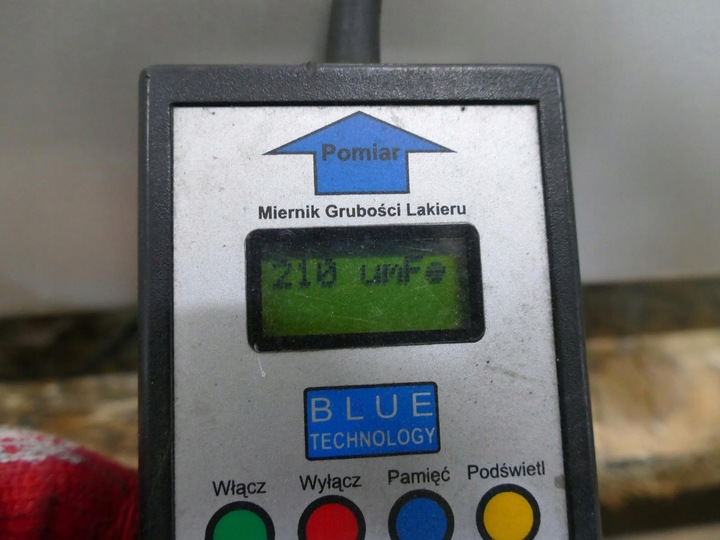 Pomiar
Miernik Grubości Lakieru
210 umFe
BLUE
TECHNOLOGY
Włącz Wyłącz Pamięć Podświetl